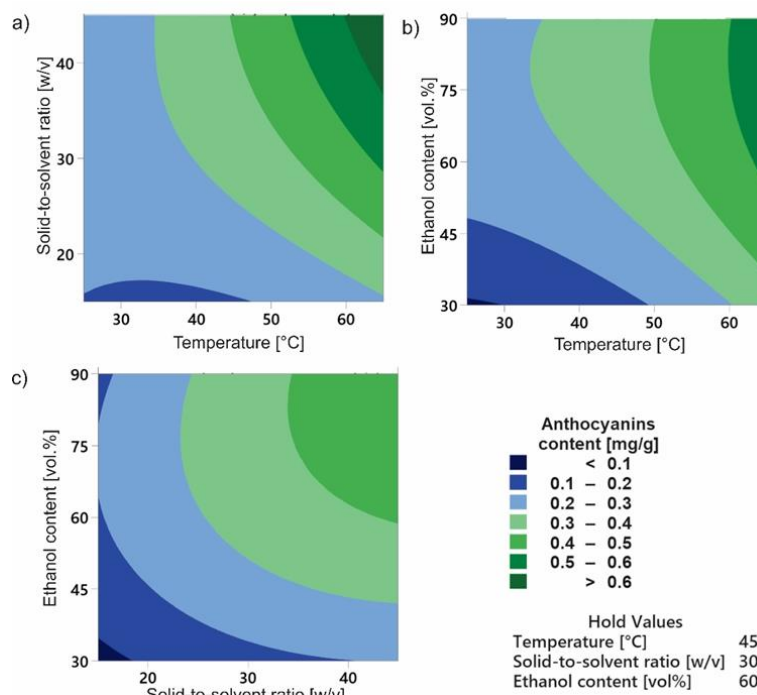 a)
Solid-to-solvent ratio [w/v]
40
30
20
30 40 50 60
Temperature [°C]
b)
Ethanol content [vol.%]
90
75
60
45
30
30 40 50 60
Temperature [°C]
c)
Ethanol content [vol.%]
90
75
60
45
30
20 30 40
Solid-to-solvent ratio [w/v]
Anthocyanins
content [mg/g]
< 0.1
0.1 – 0.2
0.2 – 0.3
0.3 – 0.4
0.4 – 0.5
0.5 – 0.6
> 0.6
Hold Values
Temperature [°C] 45
Solid-to-solvent ratio [w/v] 30
Ethanol content [vol%] 60